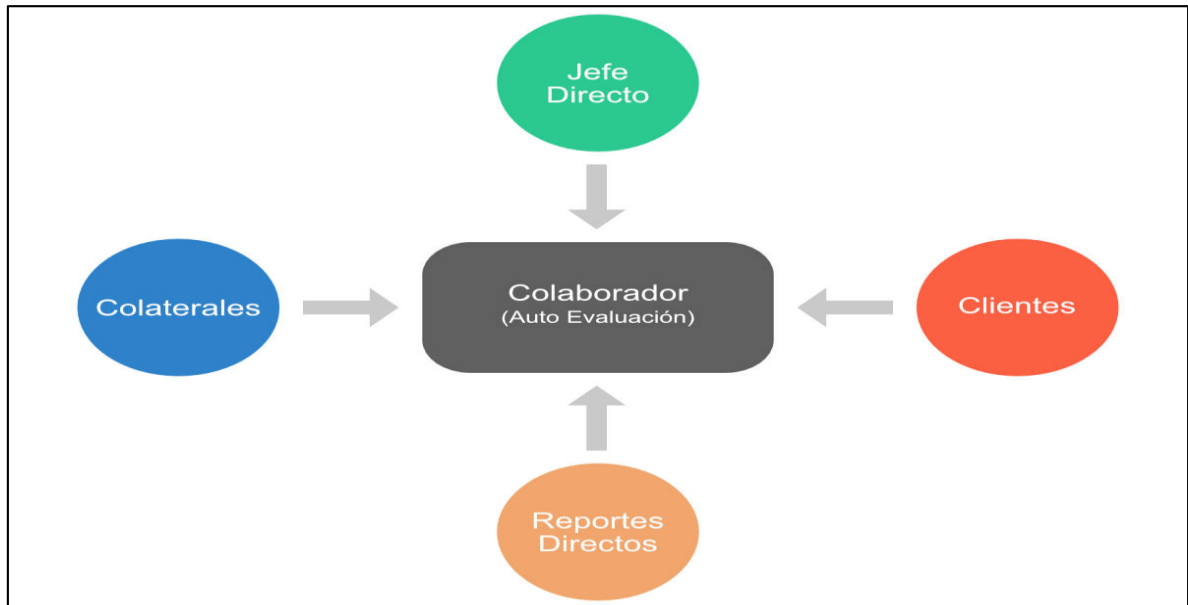 Jefe
Directo
Colaterales
Colaborador
(Auto Evaluación)
Clientes
Reportes
Directos